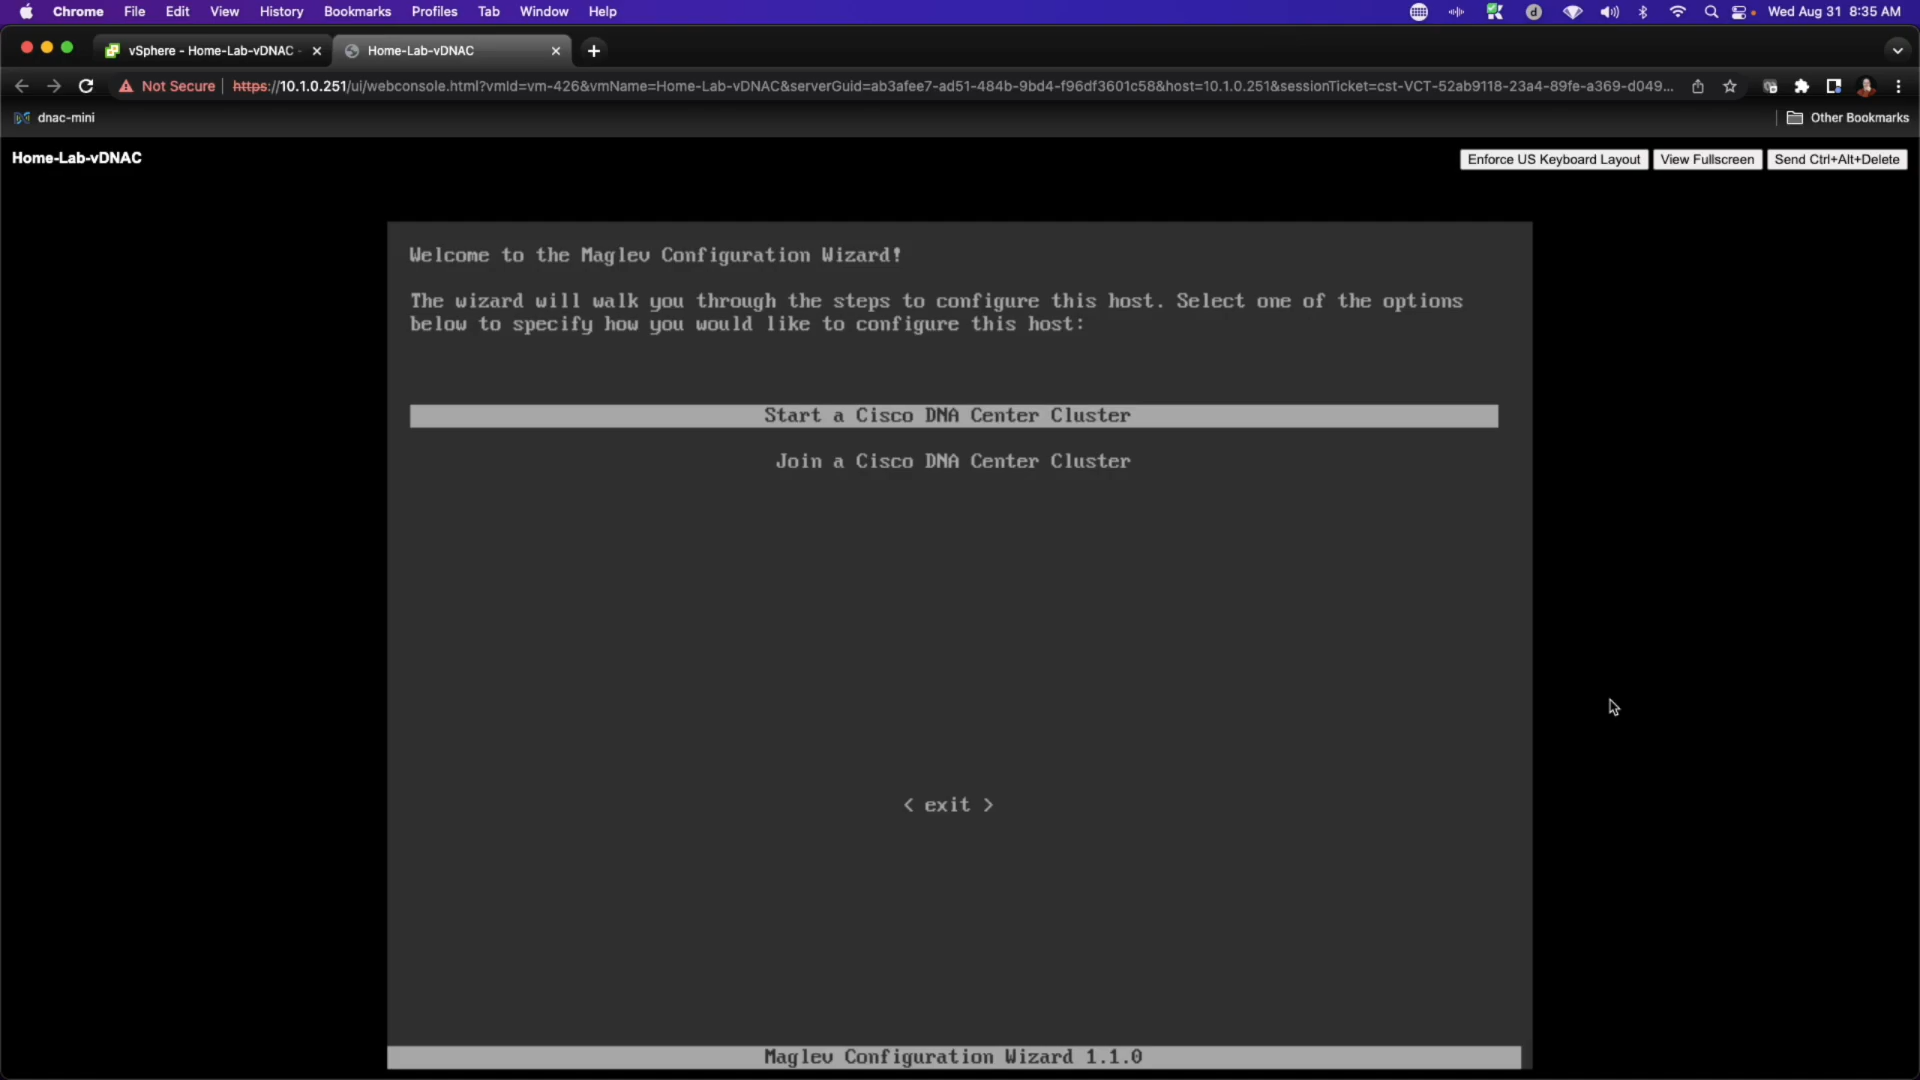 Chrome File Edit View History Bookmarks Profiles Tab Window Help
Wed Aug 31 8:35 AM
vSphere - Home-Lab-vDNAC -
Home-Lab-vDNAC
Not Secure
https://10.1.0.251/ui/webconsole.html?vmId=vm-426&vmName=Home-Lab-vDNAC&serverGuid=ab3afee7-ad51-484b-9bd4-f96df3601c58&host=10.1.0.251&sessionTicket=cst-VCT-52ab9118-23a4-89fe-a369-d049...
dnac-mini
Other Bookmarks
Home-Lab-vDNAC
Enforce US Keyboard Layout
View Fullscreen
Send Ctrl+Alt+Delete
Welcome to the Maglev Configuration Wizard!
The wizard will walk you through the steps to configure this host. Select one of the options
below to specify how you would like to configure this host:
Start a Cisco DNA Center Cluster
Join a Cisco DNA Center Cluster
< exit >
Maglev Configuration Wizard 1.1.0